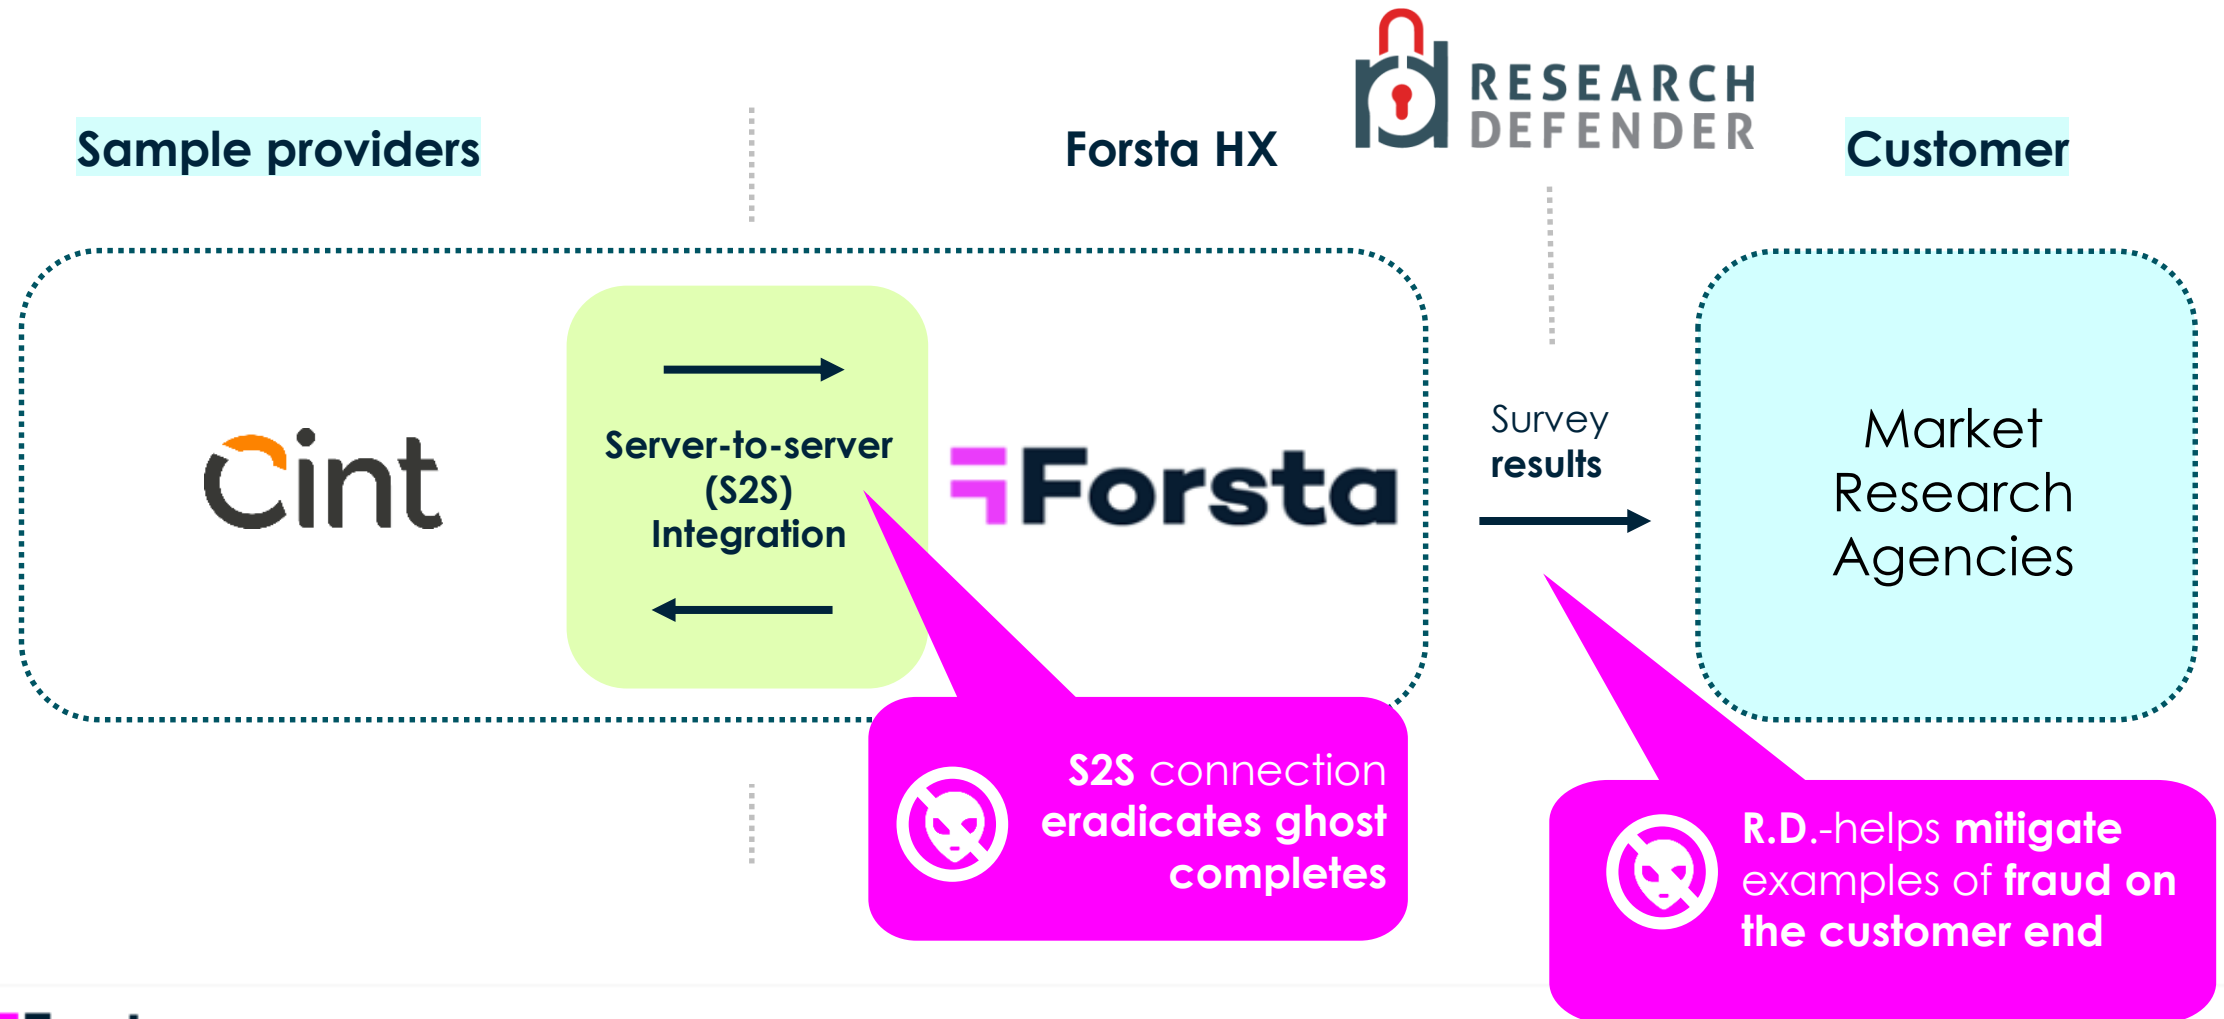 RESEARCH
DEFENDER
Sample providers
Forsta HX
Customer
Cint
Server-to-server
(S2S)
Integration
Forsta
Survey
results
Market
Research
Agencies
S2S connection
eradicates ghost
completes
R.D.-helps mitigate
examples of fraud on
the customer end